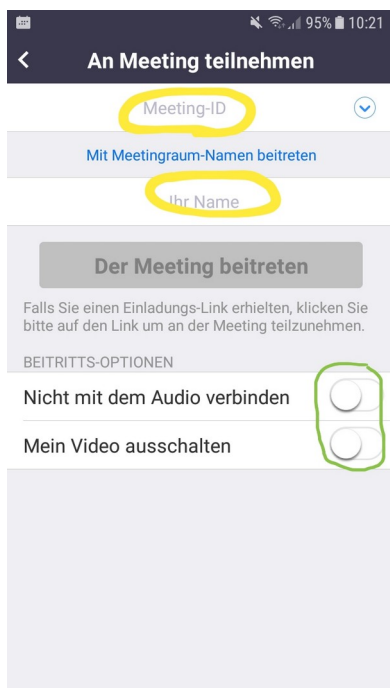 95% 10:21
An Meeting teilnehmen
Meeting-ID
Mit Meetingraum-Namen beitreten
Ihr Name
Der Meeting beitreten
Falls Sie einen Einladungs-Link erhielten, klicken Sie
bitte auf den Link um an der Meeting teilzunehmen.
BEITRITTS-OPTIONEN
Nicht mit dem Audio verbinden
Mein Video ausschalten